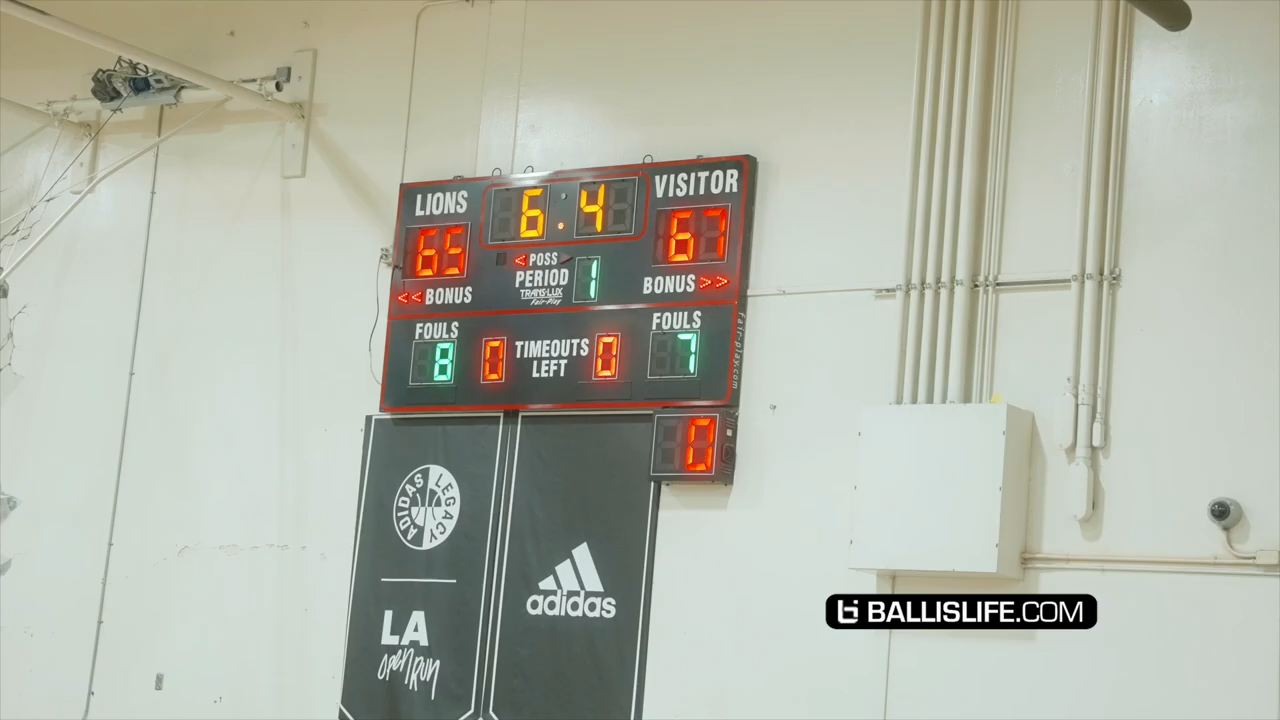 LIONS
6.4
VISITOR
65
67
< POSS
PERIOD 1
<< BONUS
BONUS >>
TRANS-LUX
Fair-Play
FOULS
FOULS
8
0
TIMEOUTS
LEFT
0
7
fair-play.com
0
ADIDAS LEGACY
LA
open run
adidas
BALLISLIFE.COM